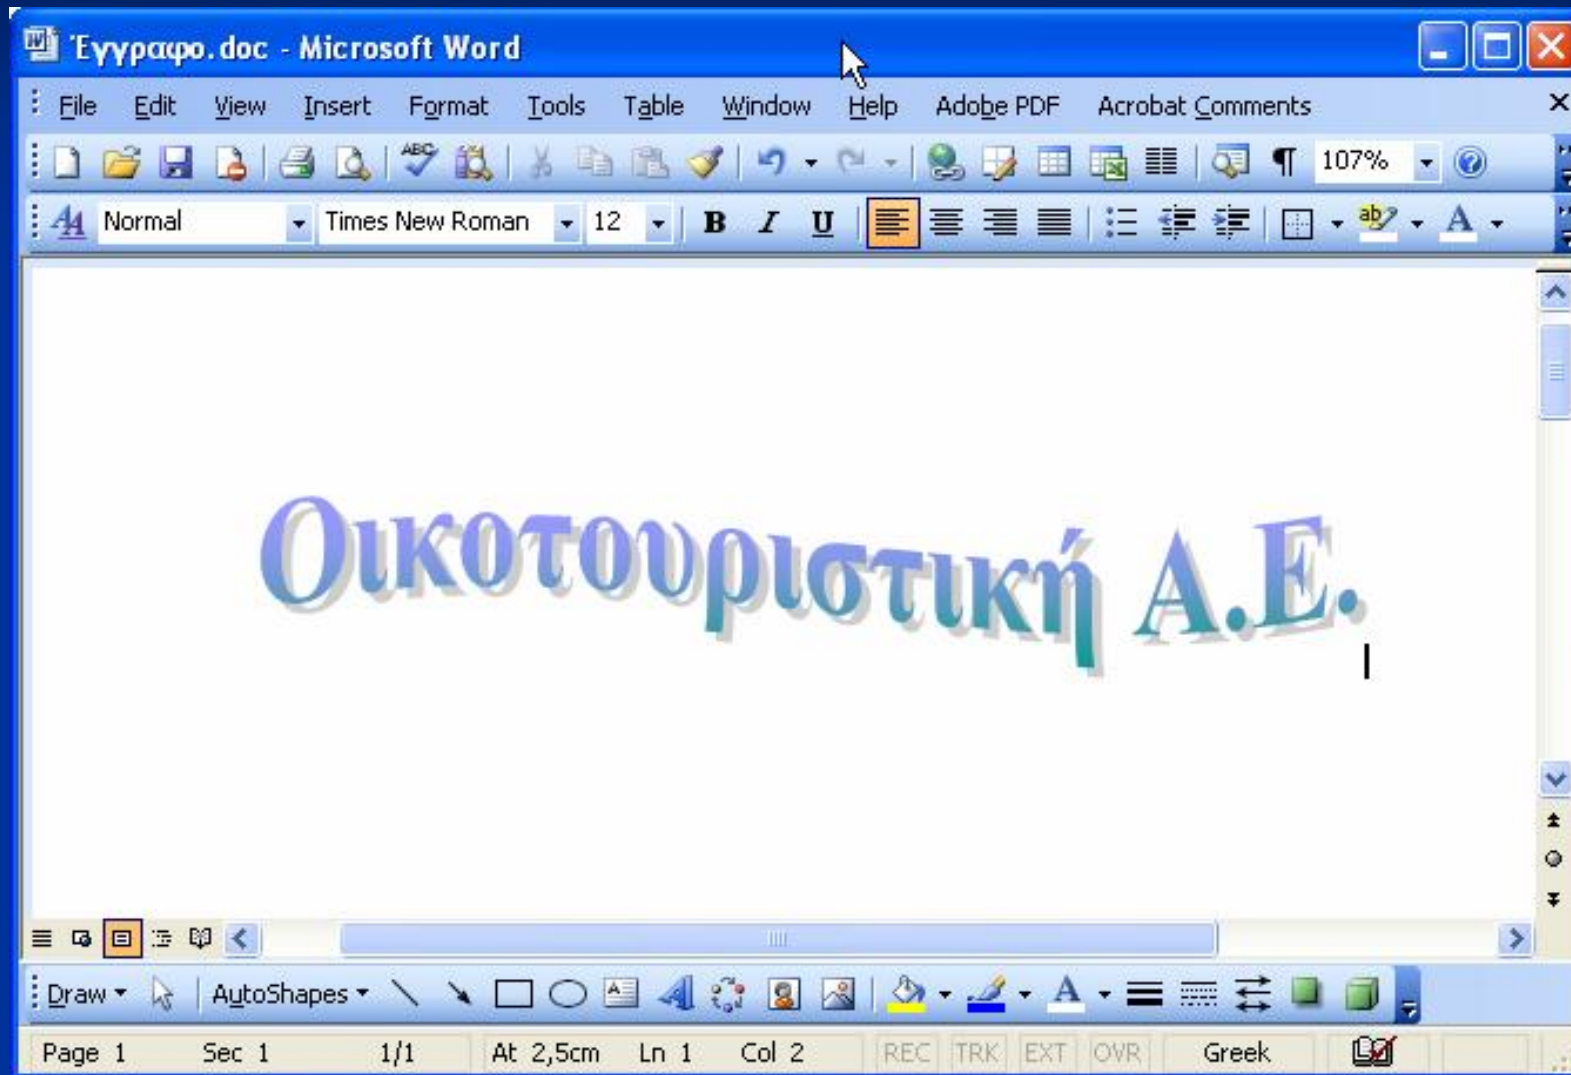 Έγγραφο.doc - Microsoft Word
File Edit View Insert Format Tools Table Window Help Adobe PDF Acrobat Comments
ABC 107%
Normal Times New Roman 12 B I U ab A
Οικοτουριστική Α.Ε.
Draw AutoShapes A
Page 1 Sec 1 1/1 At 2,5cm Ln 1 Col 2 REC TRK EXT OVR Greek